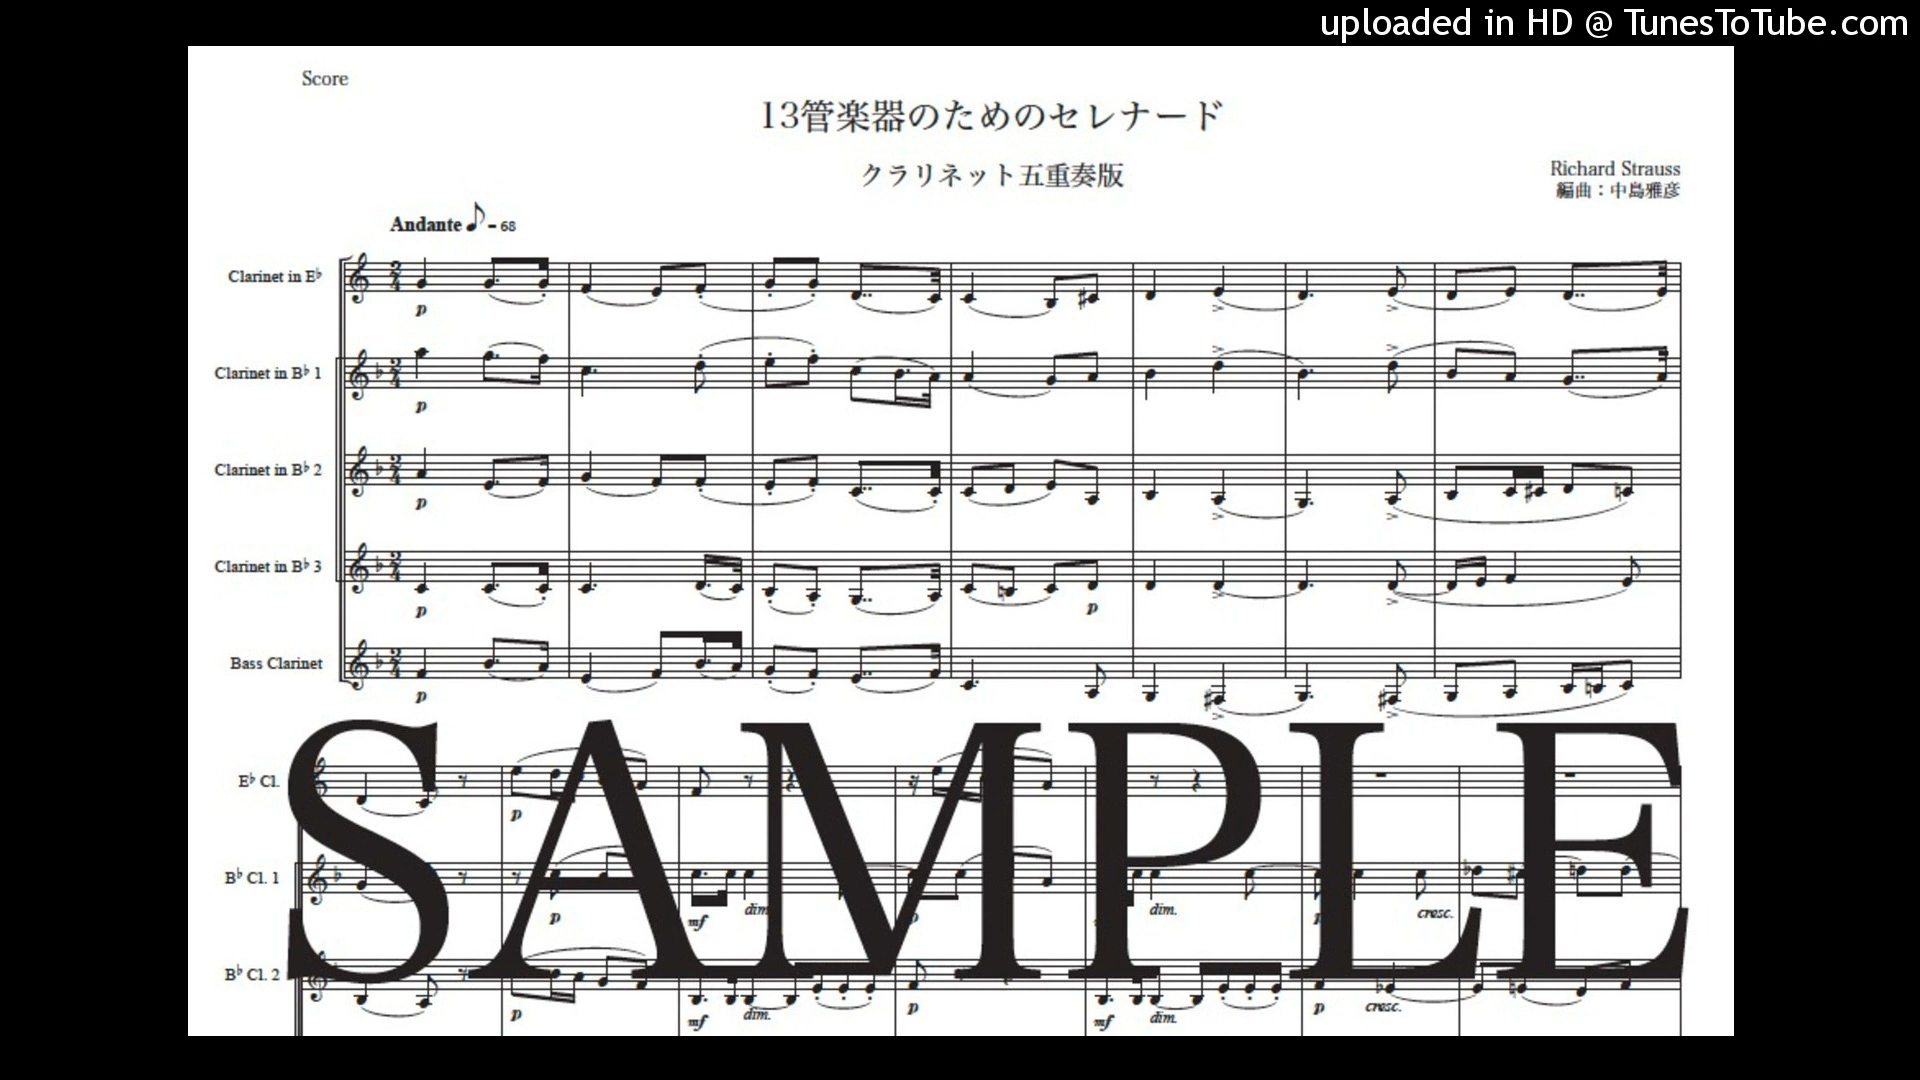 uploaded in HD @ TunesToTube.com
Score
13管楽器のためのセレナード
クラリネット五重奏版
Richard Strauss
編曲：中島雅彦
Andante ♪ = 68
Clarinet in E♭
p
Clarinet in B♭ 1
p
Clarinet in B♭ 2
p
Clarinet in B♭ 3
p
p
Bass Clarinet
p
SAMPLE
E♭ Cl.
p
B♭ Cl. 1
p
mf
dim.
p
dim.
p
cresc.
B♭ Cl. 2
p
mf
dim.
p
mf
dim.
p
cresc.